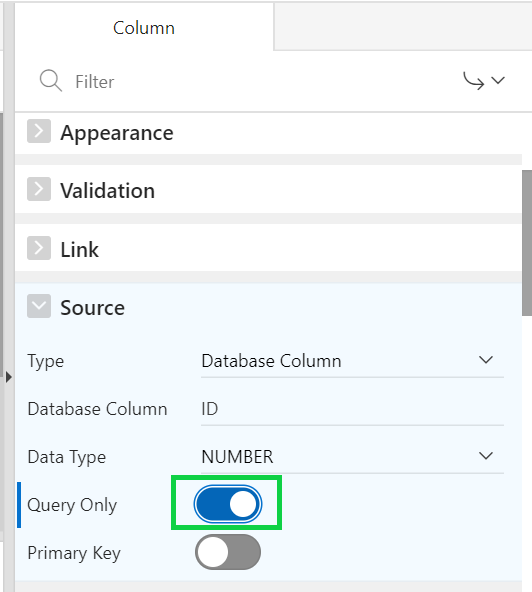 Column
Filter
Appearance
Validation
Link
Source
Type Database Column
Database Column ID
Data Type NUMBER
Query Only
Primary Key